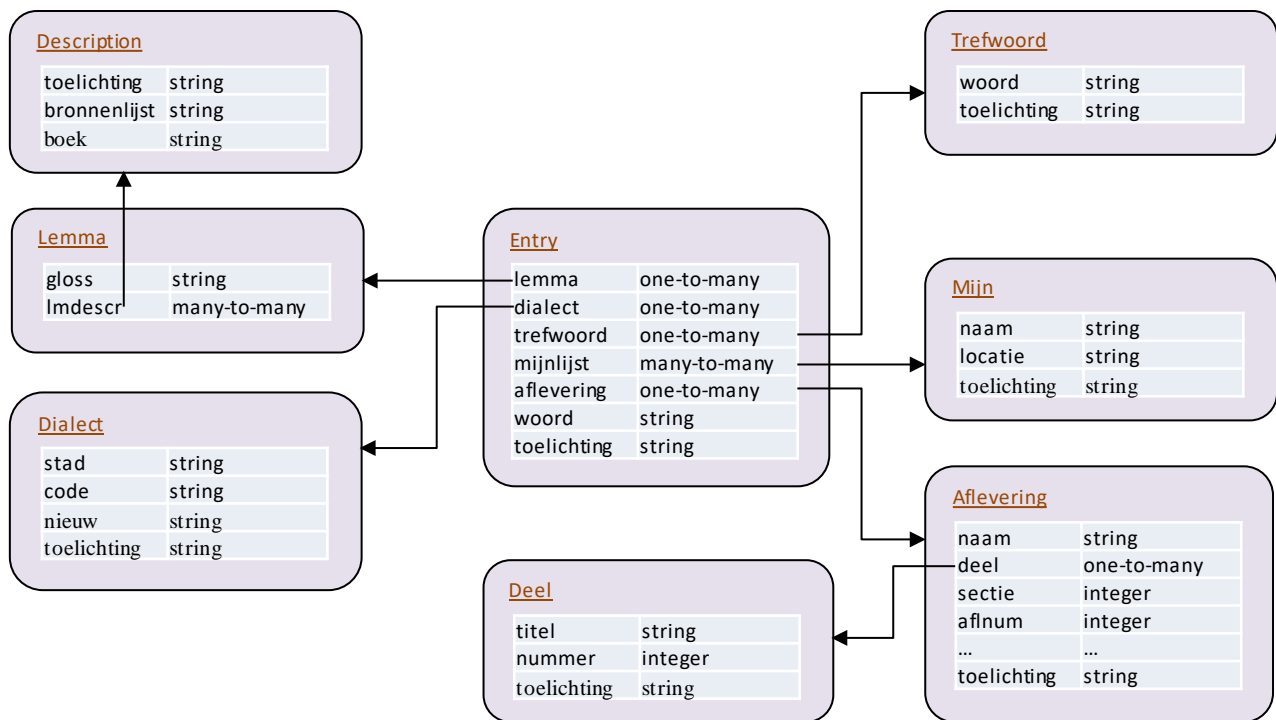 Description
toelichting string
bronnenlijst string
boek string
Lemma
gloss string
lmdescr many-to-many
Dialect
stad string
code string
nieuw string
toelichting string
Entry
lemma one-to-many
dialect one-to-many
trefwoord one-to-many
mijnlijst many-to-many
aflevering one-to-many
woord string
toelichting string
Deel
titel string
nummer integer
toelichting string
Trefwoord
woord string
toelichting string
Mijn
naam string
locatie string
toelichting string
Aflevering
naam string
deel one-to-many
sectie integer
aflnum integer
... ...
toelichting string